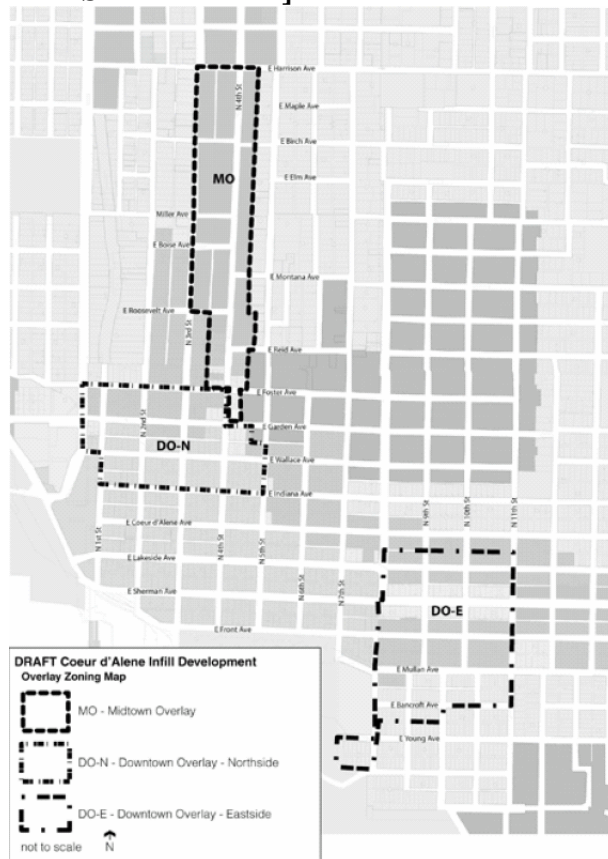 E Harrison Ave
N 4th St
E Maple Ave
E Birch Ave
E Elm Ave
MO
Miller Ave
E Boise Ave
E Montana Ave
E Roosevelt Ave
N 3rd St
E Reid Ave
E Foster Ave
N 2nd St
E Garden Ave
DO-N
E Wallace Ave
E Indiana Ave
N 9th St
N 10th St
N 11th St
E Coeur d'Alene Ave
N 1st St
N 4th St
N 5th St
E Lakeside Ave
N 6th St
N 7th St
E Sherman Ave
DO-E
E Front Ave
E Mullan Ave
E Bancroft Ave
E Young Ave
DRAFT Coeur d'Alene Infill Development
Overlay Zoning Map
MO - Midtown Overlay
DO-N - Downtown Overlay - Northside
DO-E - Downtown Overlay - Eastside
not to scale N